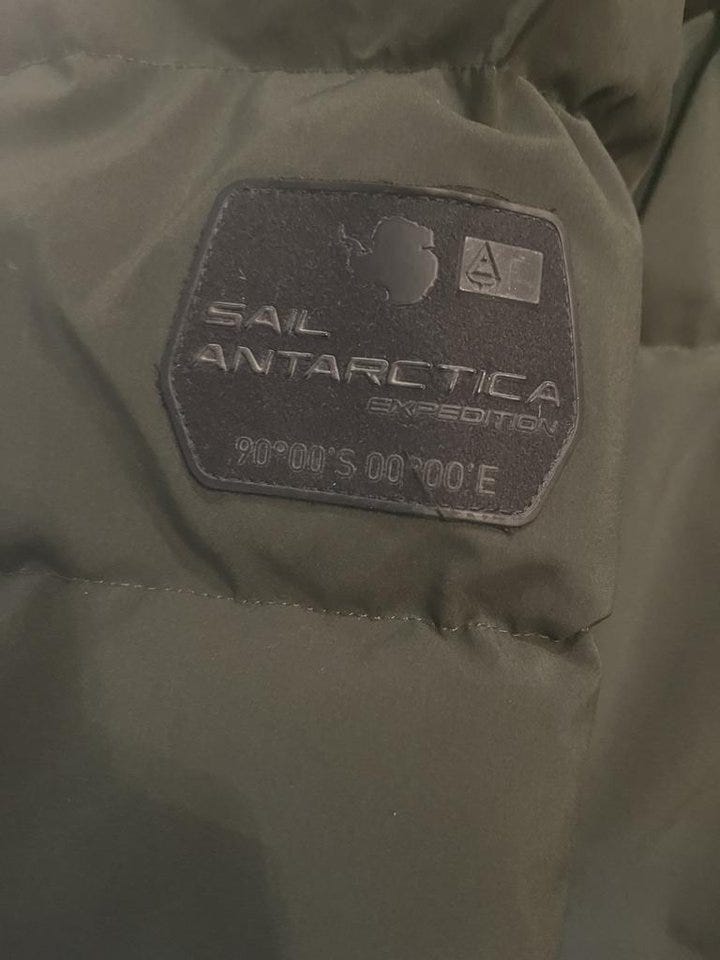 SAIL
ANTARCTICA
EXPEDITION
90°00'S 00°00'E